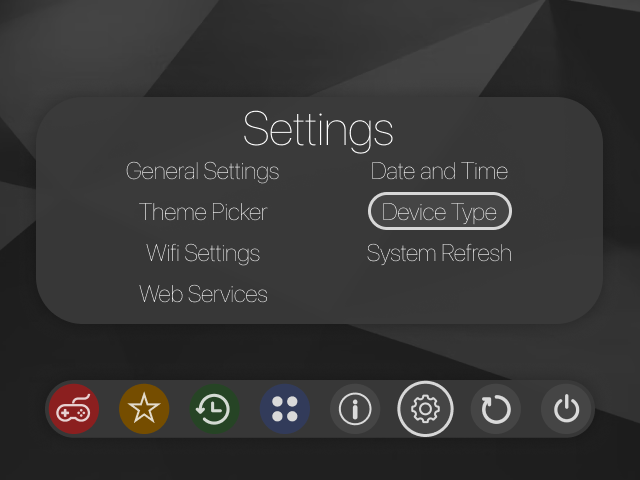 Settings
General Settings
Date and Time
Theme Picker
Device Type
Wifi Settings
System Refresh
Web Services